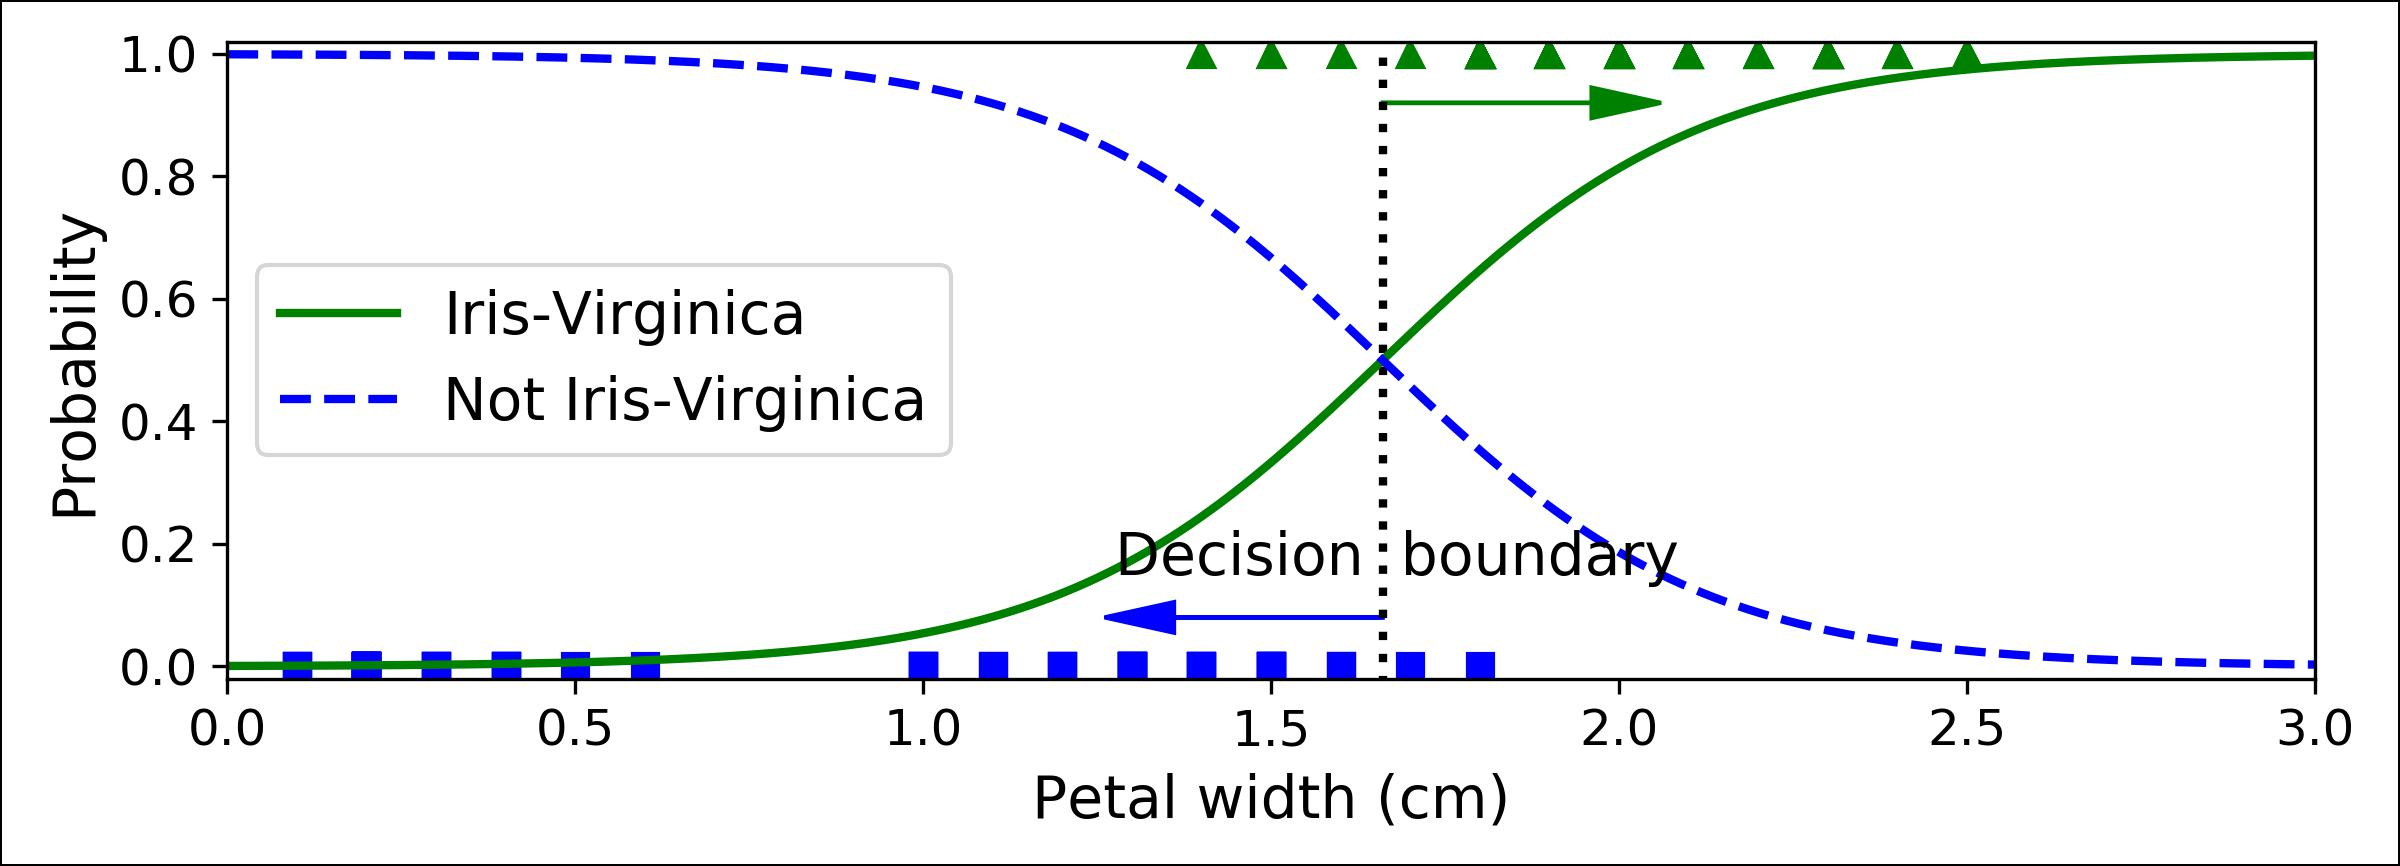 1.0
0.8
0.6
0.4
0.2
0.0
Probability
Iris-Virginica
Not Iris-Virginica
Decision boundary
0.0 0.5 1.0 1.5 2.0 2.5 3.0
Petal width (cm)